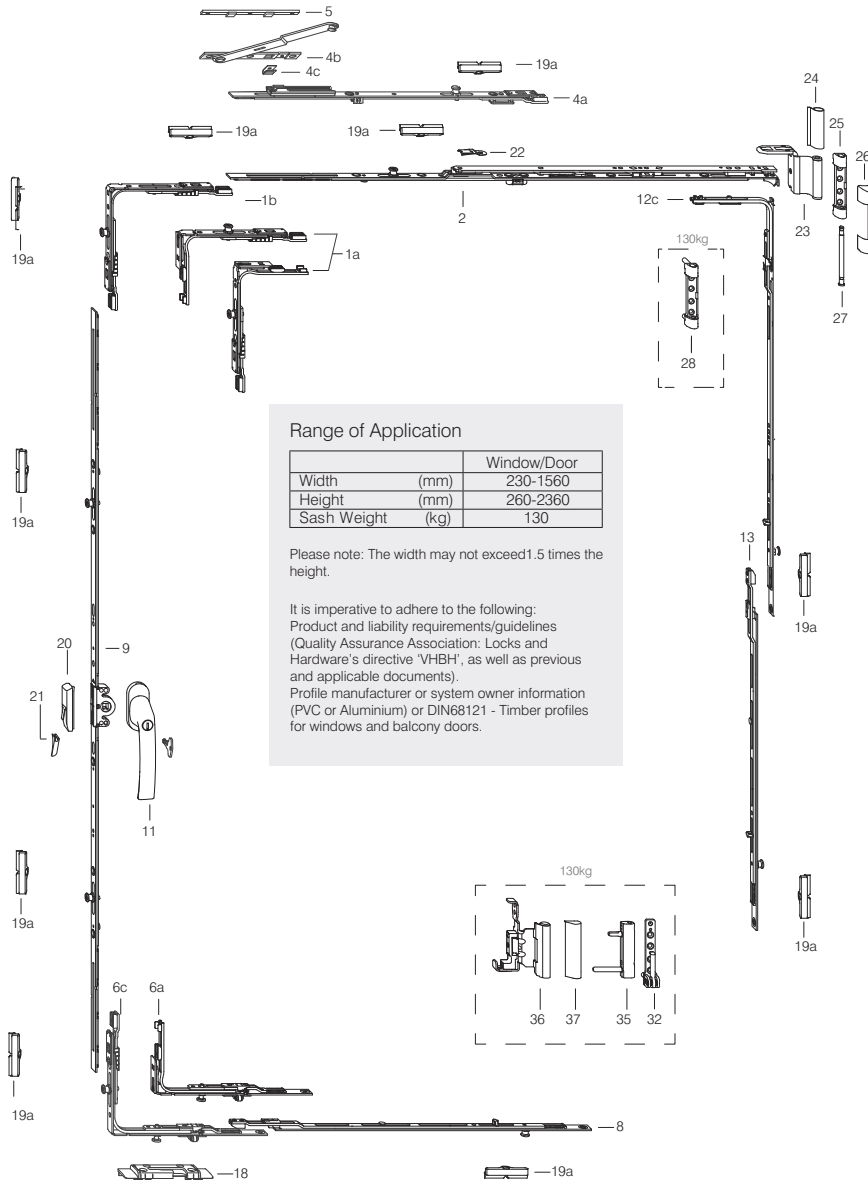 5
4b
4c
19a
4a
24
25
26
19a
19a
22
1b
2
12c
23
19a
1a
130kg
27
28
Range of Application
Window/Door
Width (mm) 230-1560
Height (mm) 260-2360
Sash Weight (kg) 130
Please note: The width may not exceed1.5 times the
height.
It is imperative to adhere to the following:
Product and liability requirements/guidelines
(Quality Assurance Association: Locks and
Hardware's directive 'VHBH', as well as previous
and applicable documents).
Profile manufacturer or system owner information
(PVC or Aluminium) or DIN68121 - Timber profiles
for windows and balcony doors.
19a
13
19a
20
9
21
11
130kg
19a
19a
36
37
35
32
6c
6a
19a
8
18
19a